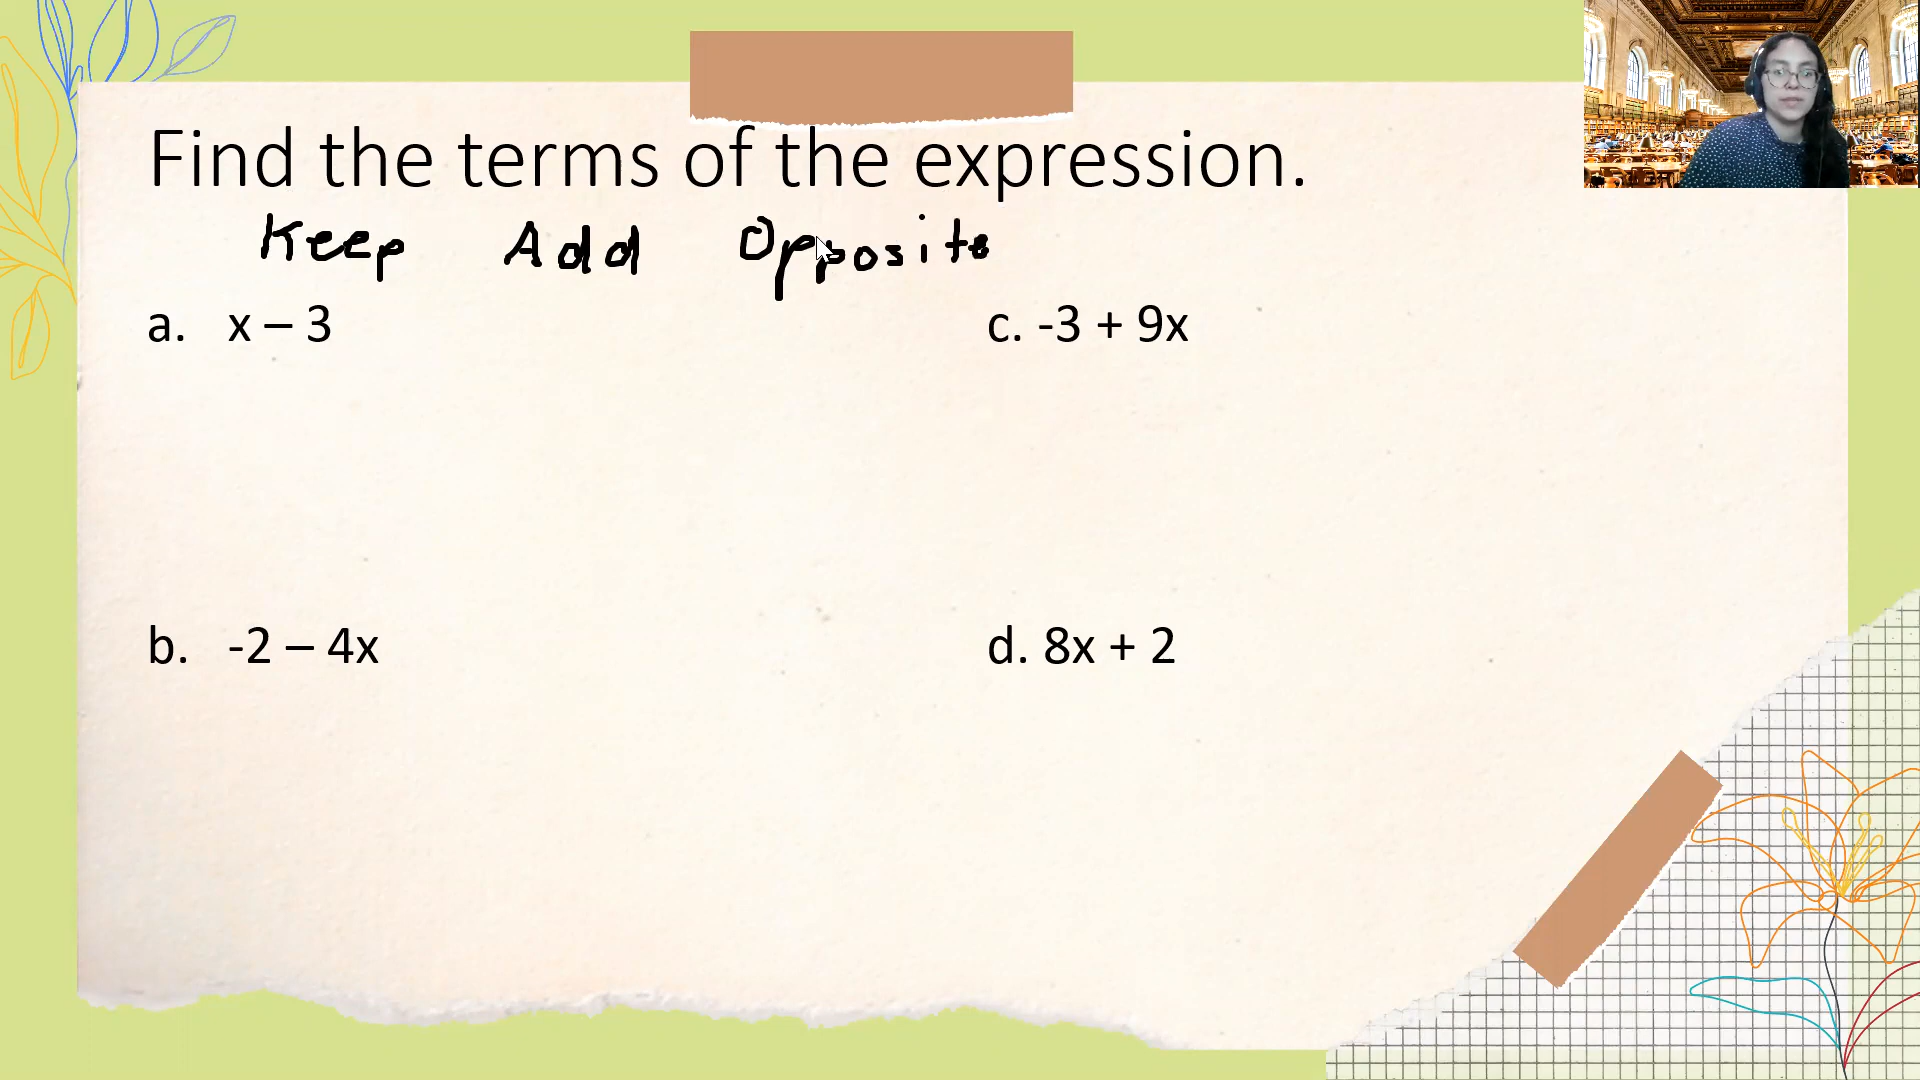 Find the terms of the expression.
Keep Add Opposite
a. x – 3
c. -3 + 9x
b. -2 – 4x
d. 8x + 2